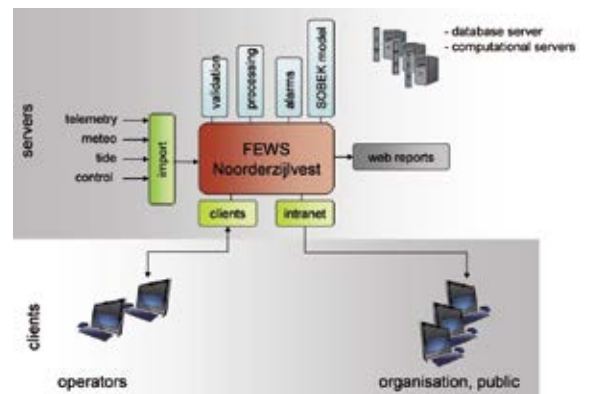 - database server
- computational servers
validation
processing
alarms
SOBEK model
servers
telemetry
meteo
tide
control
import
FEWS
Noorderzijlvest
web reports
clients
intranet
clients
operators
organisation, public